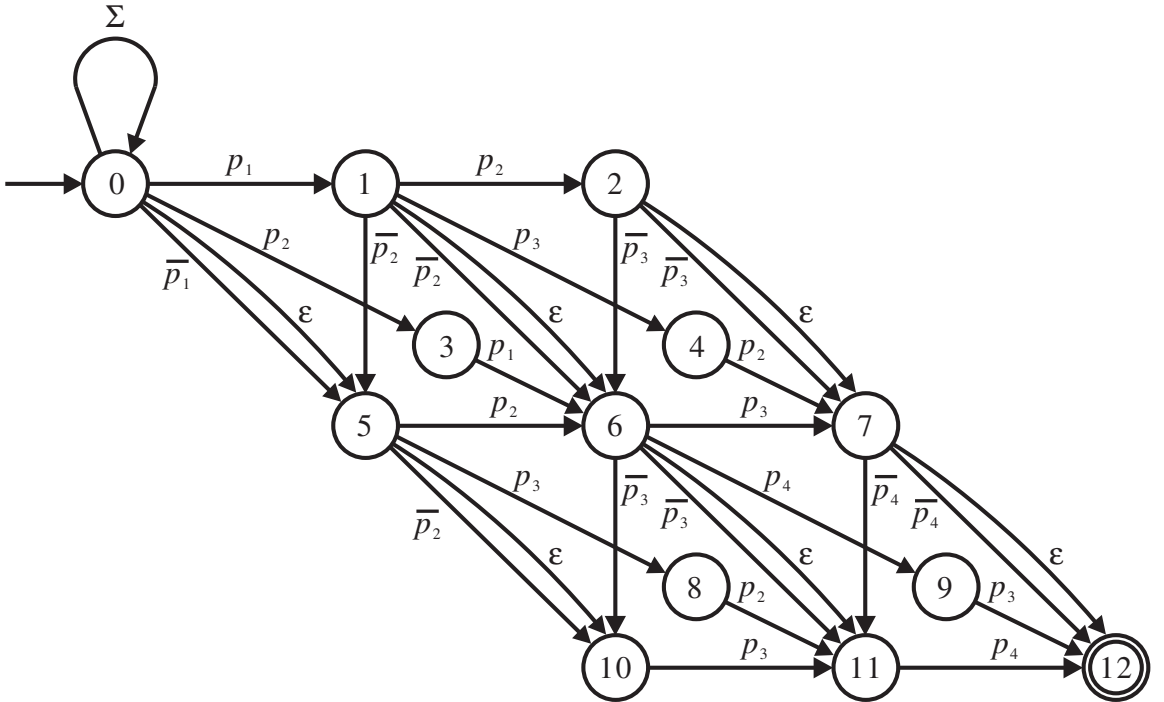 Σ
p₁ p₂
0 1 2
p₂ p̅₂ p₃ p̅₃
p̅₁ p̅₂ p̅₃
ε ε ε
3 p₁ 4 p₂
p₂ p₃
5 6 7
p₃ p̅₃ p₄ p̅₄
p̅₂ p̅₃ p̅₄
ε ε ε
8 p₂ 9 p₃
p₃ p₄
10 11 12